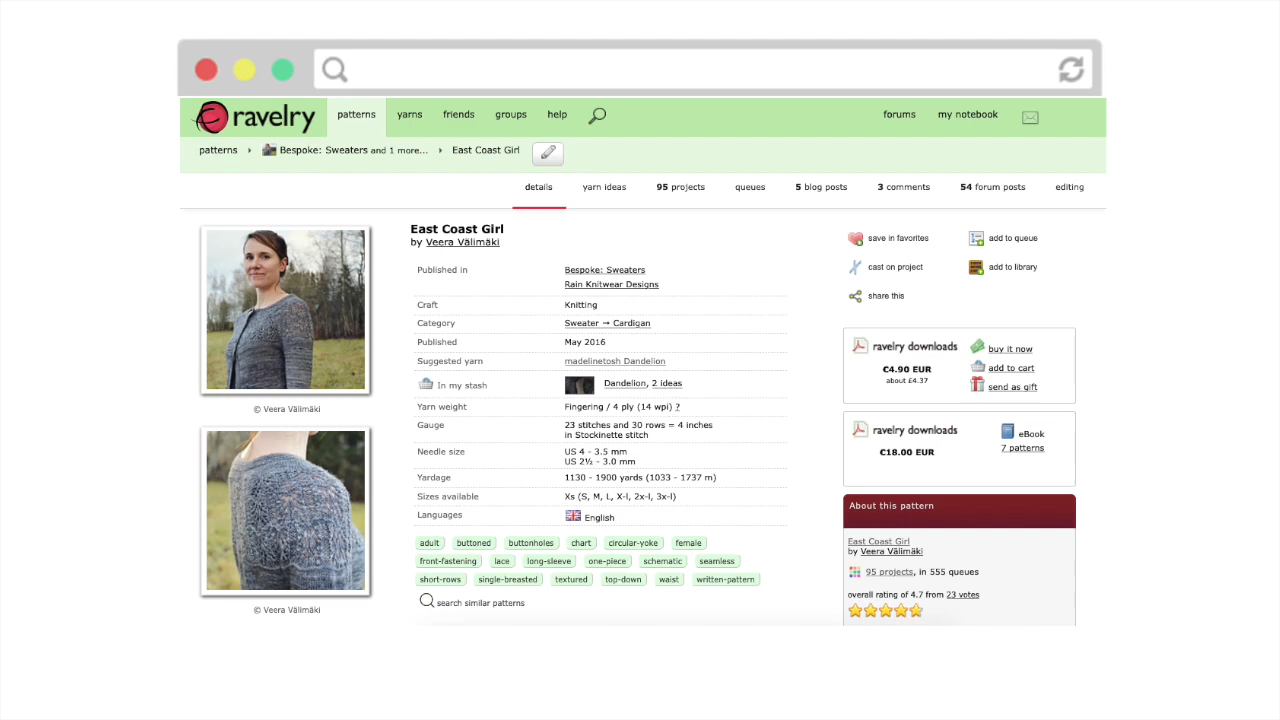 ravelry
patterns yarns friends groups help forums my notebook
patterns Bespoke: Sweaters and 1 more... East Coast Girl
details yarn ideas 95 projects queues 5 blog posts 3 comments 54 forum posts editing
East Coast Girl
by Veera Välimäki
© Veera Välimäki
© Veera Välimäki
Published in Bespoke: Sweaters
Rain Knitwear Designs
Craft Knitting
Category Sweater → Cardigan
Published May 2016
Suggested yarn madelinetosh Dandelion
In my stash Dandelion, 2 ideas
Yarn weight Fingering / 4 ply (14 wpi) ?
Gauge 23 stitches and 30 rows = 4 inches
in Stockinette stitch
Needle size US 4 - 3.5 mm
US 2½ - 3.0 mm
Yardage 1130 - 1900 yards (1033 - 1737 m)
Sizes available Xs (S, M, L, X-l, 2x-l, 3x-l)
Languages English
adult buttoned buttonholes chart circular-yoke female
front-fastening lace long-sleeve one-piece schematic seamless
short-rows single-breasted textured top-down waist written-pattern
search similar patterns
save in favorites add to queue
cast on project add to library
share this
ravelry downloads buy it now
€4.90 EUR add to cart
about £4.37 send as gift
ravelry downloads eBook
€18.00 EUR 7 patterns
About this pattern
East Coast Girl
by Veera Välimäki
95 projects, in 555 queues
overall rating of 4.7 from 23 votes